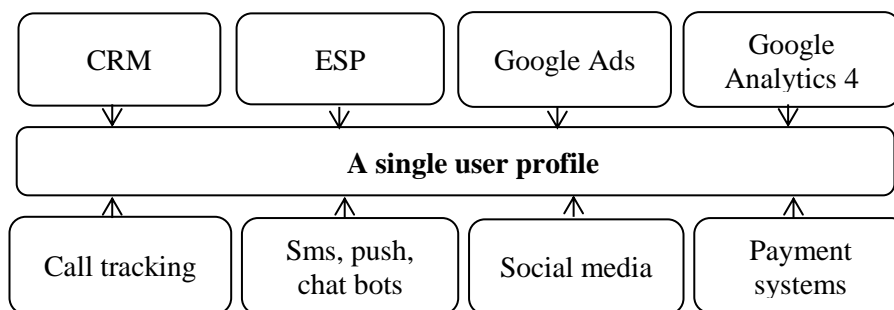 CRM
ESP
Google Ads
Google
Analytics 4
A single user profile
Call tracking
Sms, push,
chat bots
Social media
Payment
systems